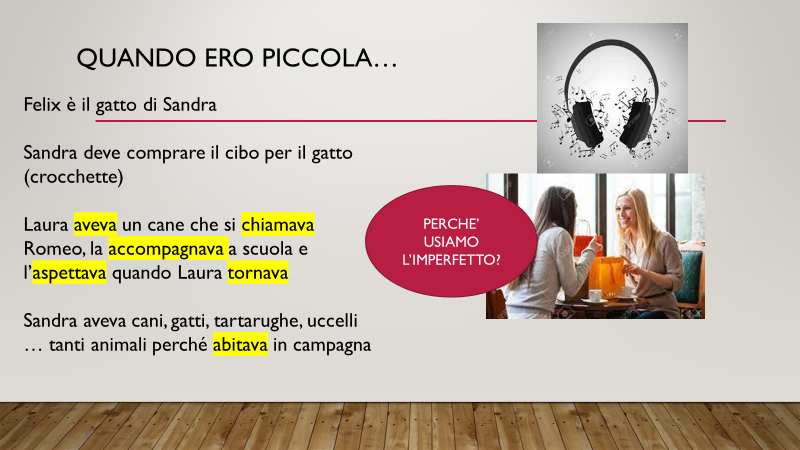 QUANDO ERO PICCOLA…
Felix è il gatto di Sandra
Sandra deve comprare il cibo per il gatto
(crocchette)
Laura aveva un cane che si chiamava
Romeo, la accompagnava a scuola e
l’aspettava quando Laura tornava
Sandra aveva cani, gatti, tartarughe, uccelli
… tanti animali perché abitava in campagna
PERCHE’
USIAMO
L’IMPERFETTO?